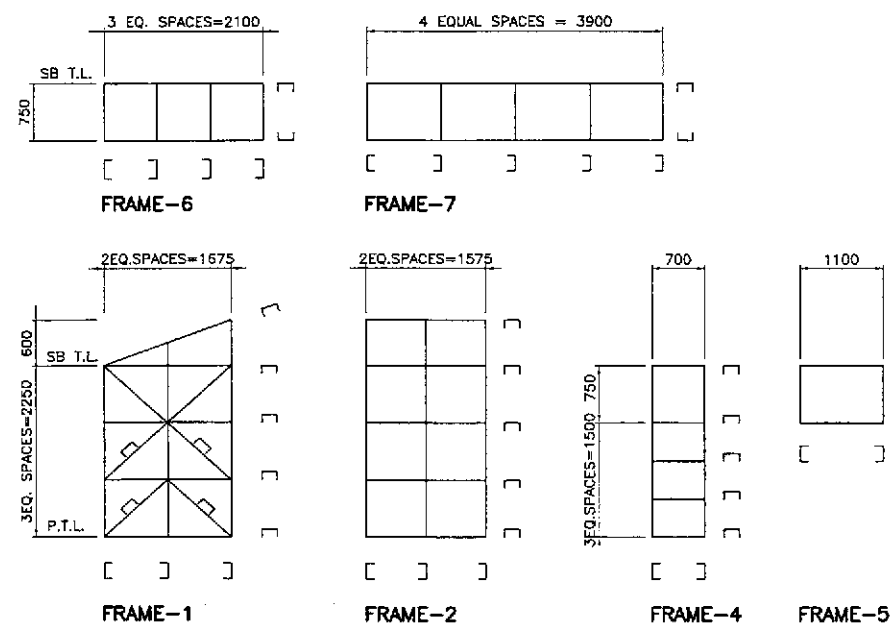 3 EQ. SPACES=2100
4 EQUAL SPACES = 3900
SB T.L.
750
FRAME-6
FRAME-7
2EQ.SPACES=1675
2EQ.SPACES=1575
700
1100
600
SB T.L.
3EQ. SPACES=2250
750
3EQ.SPACES=1500
P.T.L.
FRAME-1
FRAME-2
FRAME-4
FRAME-5